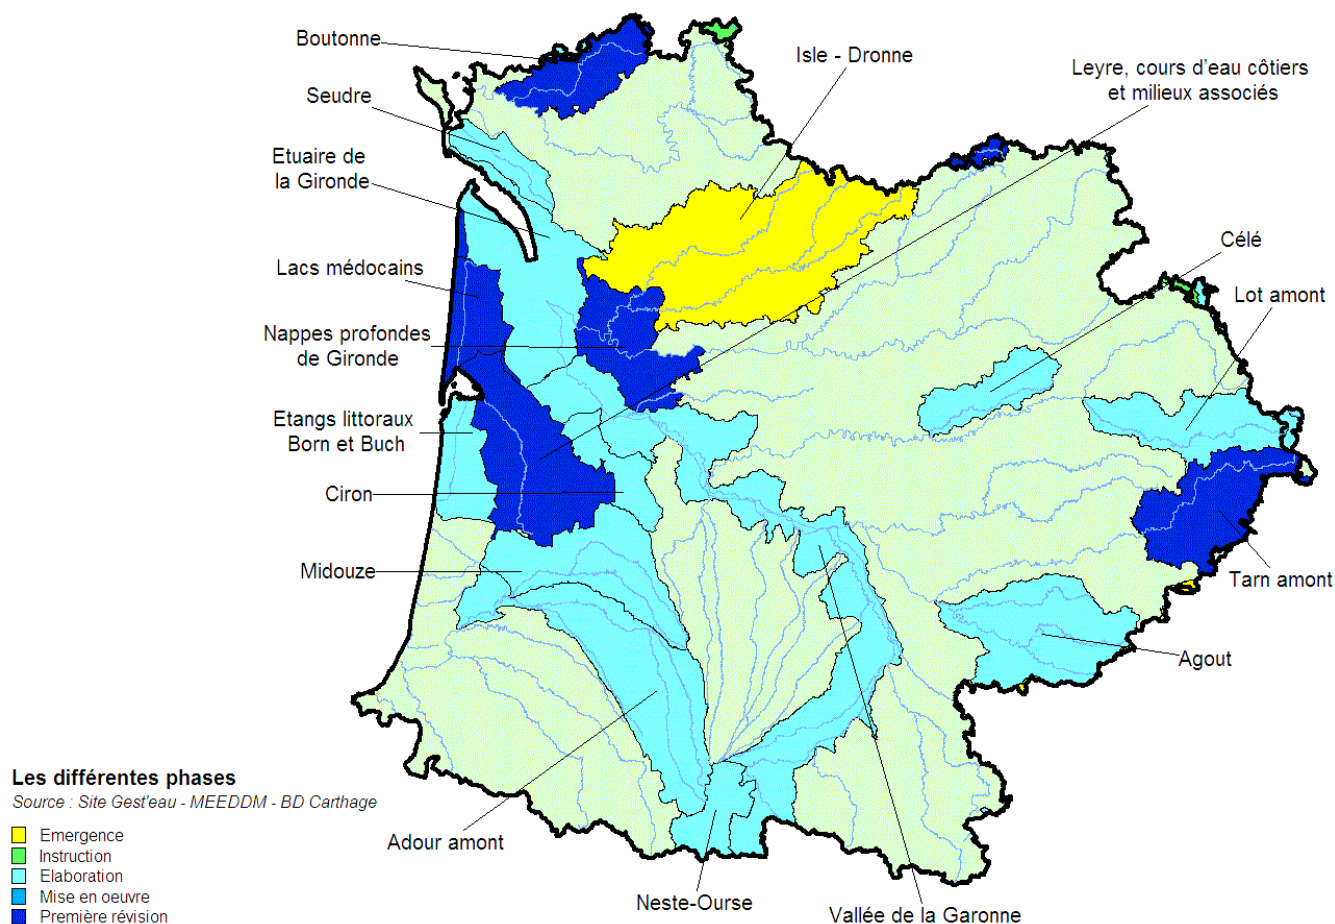 Boutonne
Isle - Dronne
Leyre, cours d'eau côtiers
et milieux associés
Seudre
Etuaire de
la Gironde
Célé
Lacs médocains
Lot amont
Nappes profondes
de Gironde
Etangs littoraux
Born et Buch
Ciron
Midouze
Tarn amont
Agout
Les différentes phases
Source : Site Gest'eau - MEEDDM - BD Carthage
Emergence
Instruction
Elaboration
Mise en oeuvre
Première révision
Adour amont
Neste-Ourse
Vallée de la Garonne